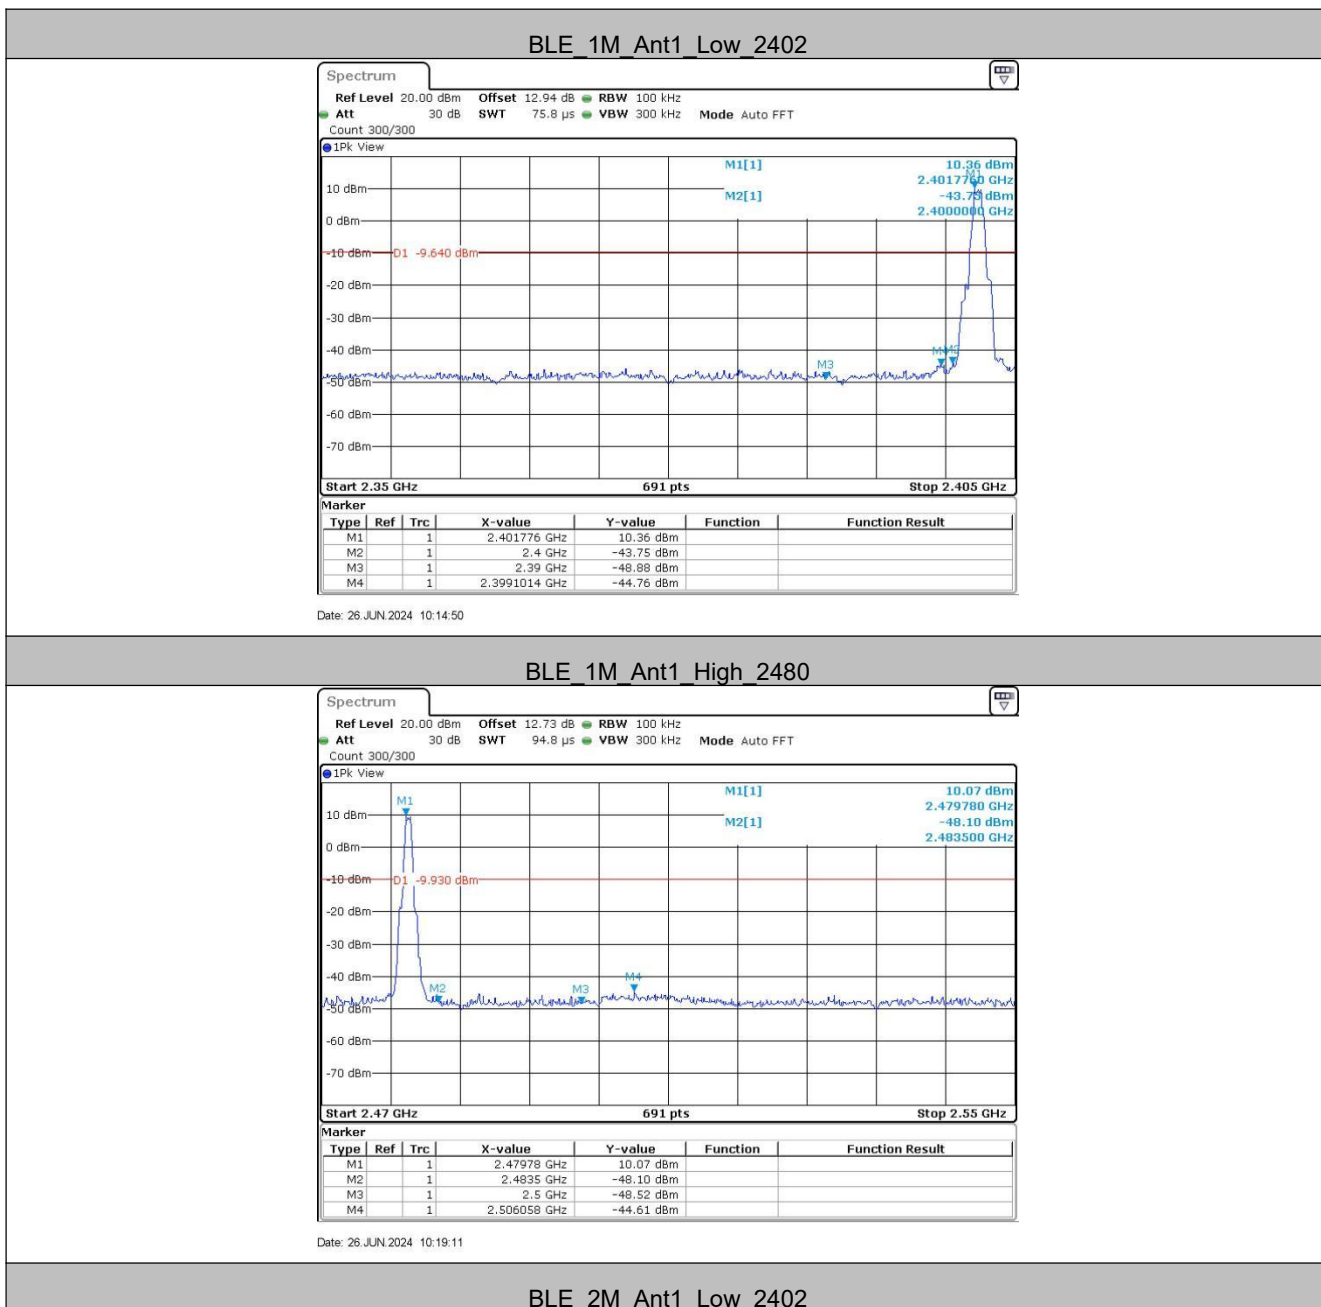 BLE_1M_Ant1_Low_2402
Spectrum
Ref Level 20.00 dBm Offset 12.94 dB RBW 100 kHz
Att 30 dB SWT 75.8 µs VBW 300 kHz Mode Auto FFT
Count 300/300
1Pk View
M1[1] 10.36 dBm
2.4017760 GHz
M2[1] -43.75 dBm
2.4000000 GHz
M1
10 dBm
0 dBm
-10 dBm D1 -9.640 dBm
-20 dBm
-30 dBm
-40 dBm
M3 M4 M2
-50 dBm
-60 dBm
-70 dBm
Start 2.35 GHz 691 pts Stop 2.405 GHz
Marker
Type Ref Trc X-value Y-value Function Function Result
M1 1 2.401776 GHz 10.36 dBm
M2 1 2.4 GHz -43.75 dBm
M3 1 2.39 GHz -48.88 dBm
M4 1 2.3991014 GHz -44.76 dBm
Date: 26.JUN.2024 10:14:50
BLE_1M_Ant1_High_2480
Spectrum
Ref Level 20.00 dBm Offset 12.73 dB RBW 100 kHz
Att 30 dB SWT 94.8 µs VBW 300 kHz Mode Auto FFT
Count 300/300
1Pk View
M1[1] 10.07 dBm
2.479780 GHz
M2[1] -48.10 dBm
2.483500 GHz
M1
10 dBm
0 dBm
-10 dBm D1 -9.930 dBm
-20 dBm
-30 dBm
-40 dBm
M2 M3 M4
-50 dBm
-60 dBm
-70 dBm
Start 2.47 GHz 691 pts Stop 2.55 GHz
Marker
Type Ref Trc X-value Y-value Function Function Result
M1 1 2.47978 GHz 10.07 dBm
M2 1 2.4835 GHz -48.10 dBm
M3 1 2.5 GHz -48.52 dBm
M4 1 2.506058 GHz -44.61 dBm
Date: 26.JUN.2024 10:19:11
BLE_2M_Ant1_Low_2402